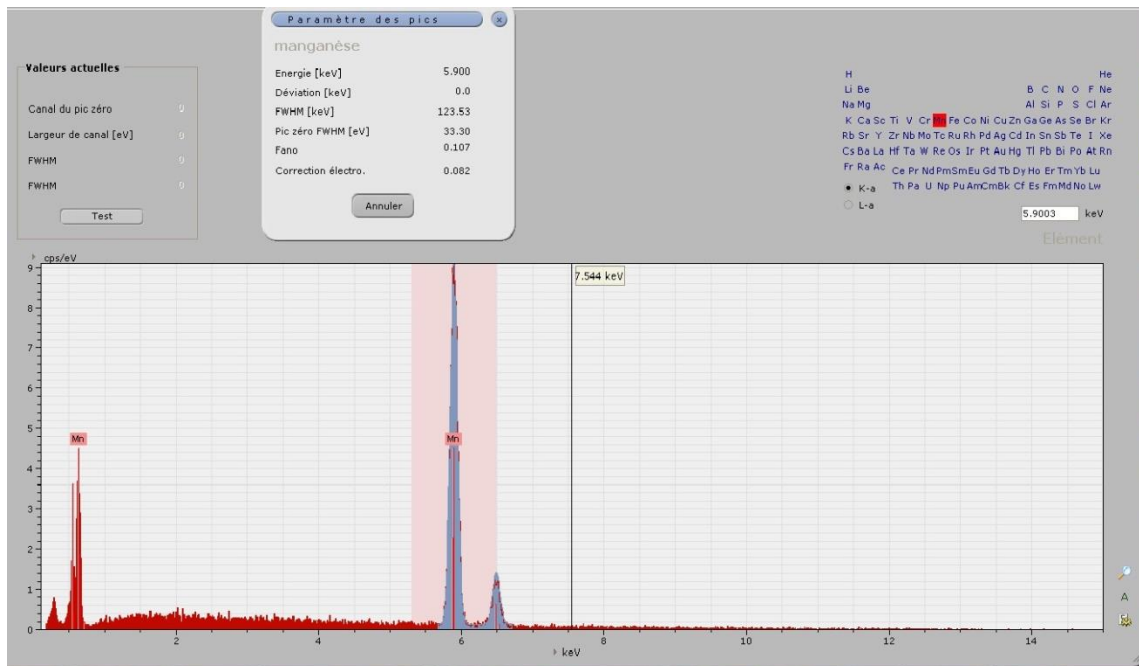 Paramètre des pics
manganèse
Energie [keV] 5.900
Déviation [keV] 0.0
FWHM [keV] 123.53
Pic zéro FWHM [eV] 33.30
Fano 0.107
Correction électro. 0.082
Annuler
Valeurs actuelles
Canal du pic zéro 0
Largeur de canal [eV] 0
FWHM 0
FWHM 0
Test
H He
Li Be B C N O F Ne
Na Mg Al Si P S Cl Ar
K Ca Sc Ti V Cr Mn Fe Co Ni Cu Zn Ga Ge As Se Br Kr
Rb Sr Y Zr Nb Mo Tc Ru Rh Pd Ag Cd In Sn Sb Te I Xe
Cs Ba La Hf Ta W Re Os Ir Pt Au Hg Tl Pb Bi Po At Rn
Fr Ra Ac Ce Pr Nd Pm Sm Eu Gd Tb Dy Ho Er Tm Yb Lu
Th Pa U Np Pu Am Cm Bk Cf Es Fm Md No Lw
K-a
L-a
5.9003 keV
Elément
cps/eV
7.544 keV
9
8
7
6
5
4
3
2
1
0
Mn
Mn
2 4 6 8 10 12 14
keV
A